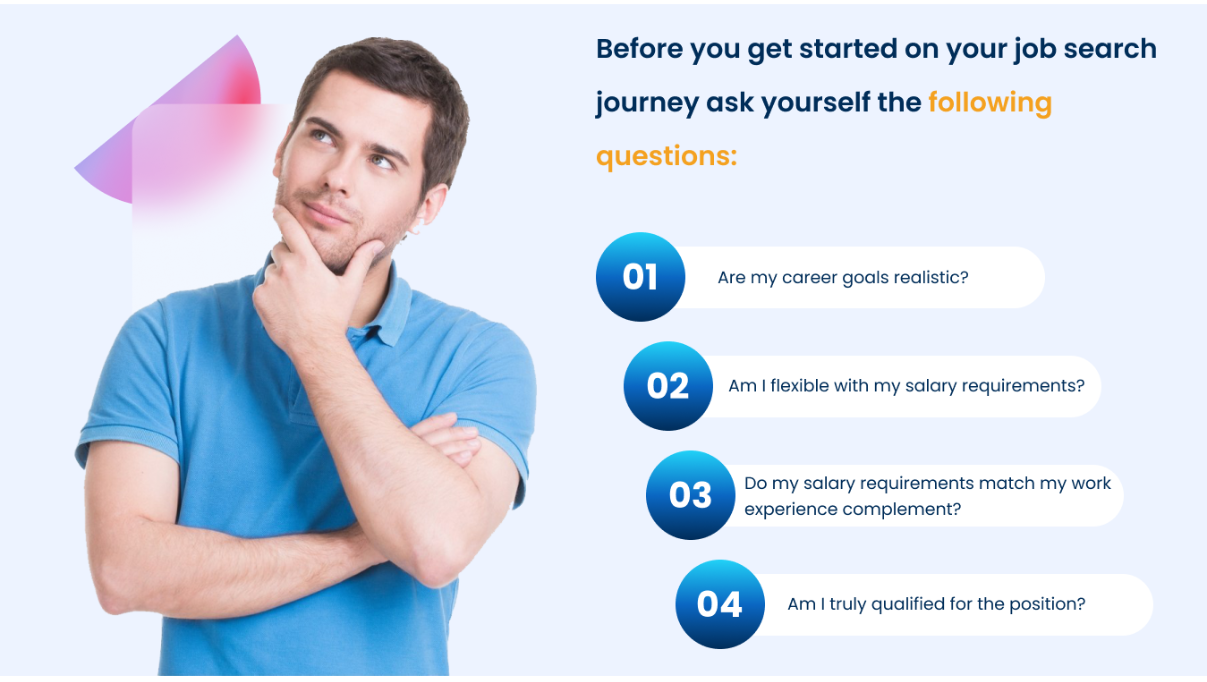 Before you get started on your job search
journey ask yourself the following
questions:
01
Are my career goals realistic?
02
Am I flexible with my salary requirements?
03
Do my salary requirements match my work
experience complement?
04
Am I truly qualified for the position?